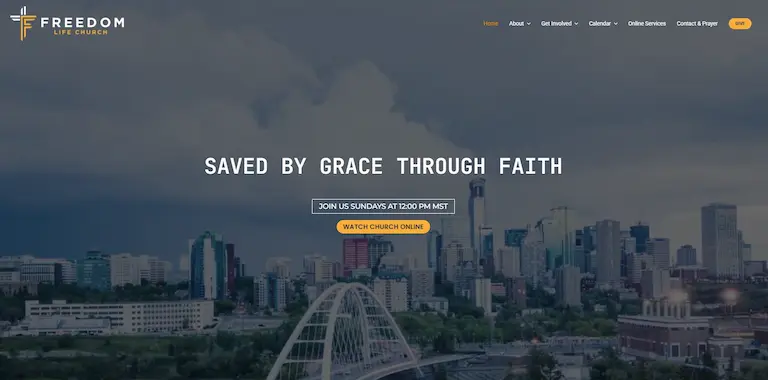 FREEDOM
LIFE CHURCH
Home About Get Involved Calendar Online Services Contact & Prayer GIVE
SAVED BY GRACE THROUGH FAITH
JOIN US SUNDAYS AT 12:00 PM MST
WATCH CHURCH ONLINE